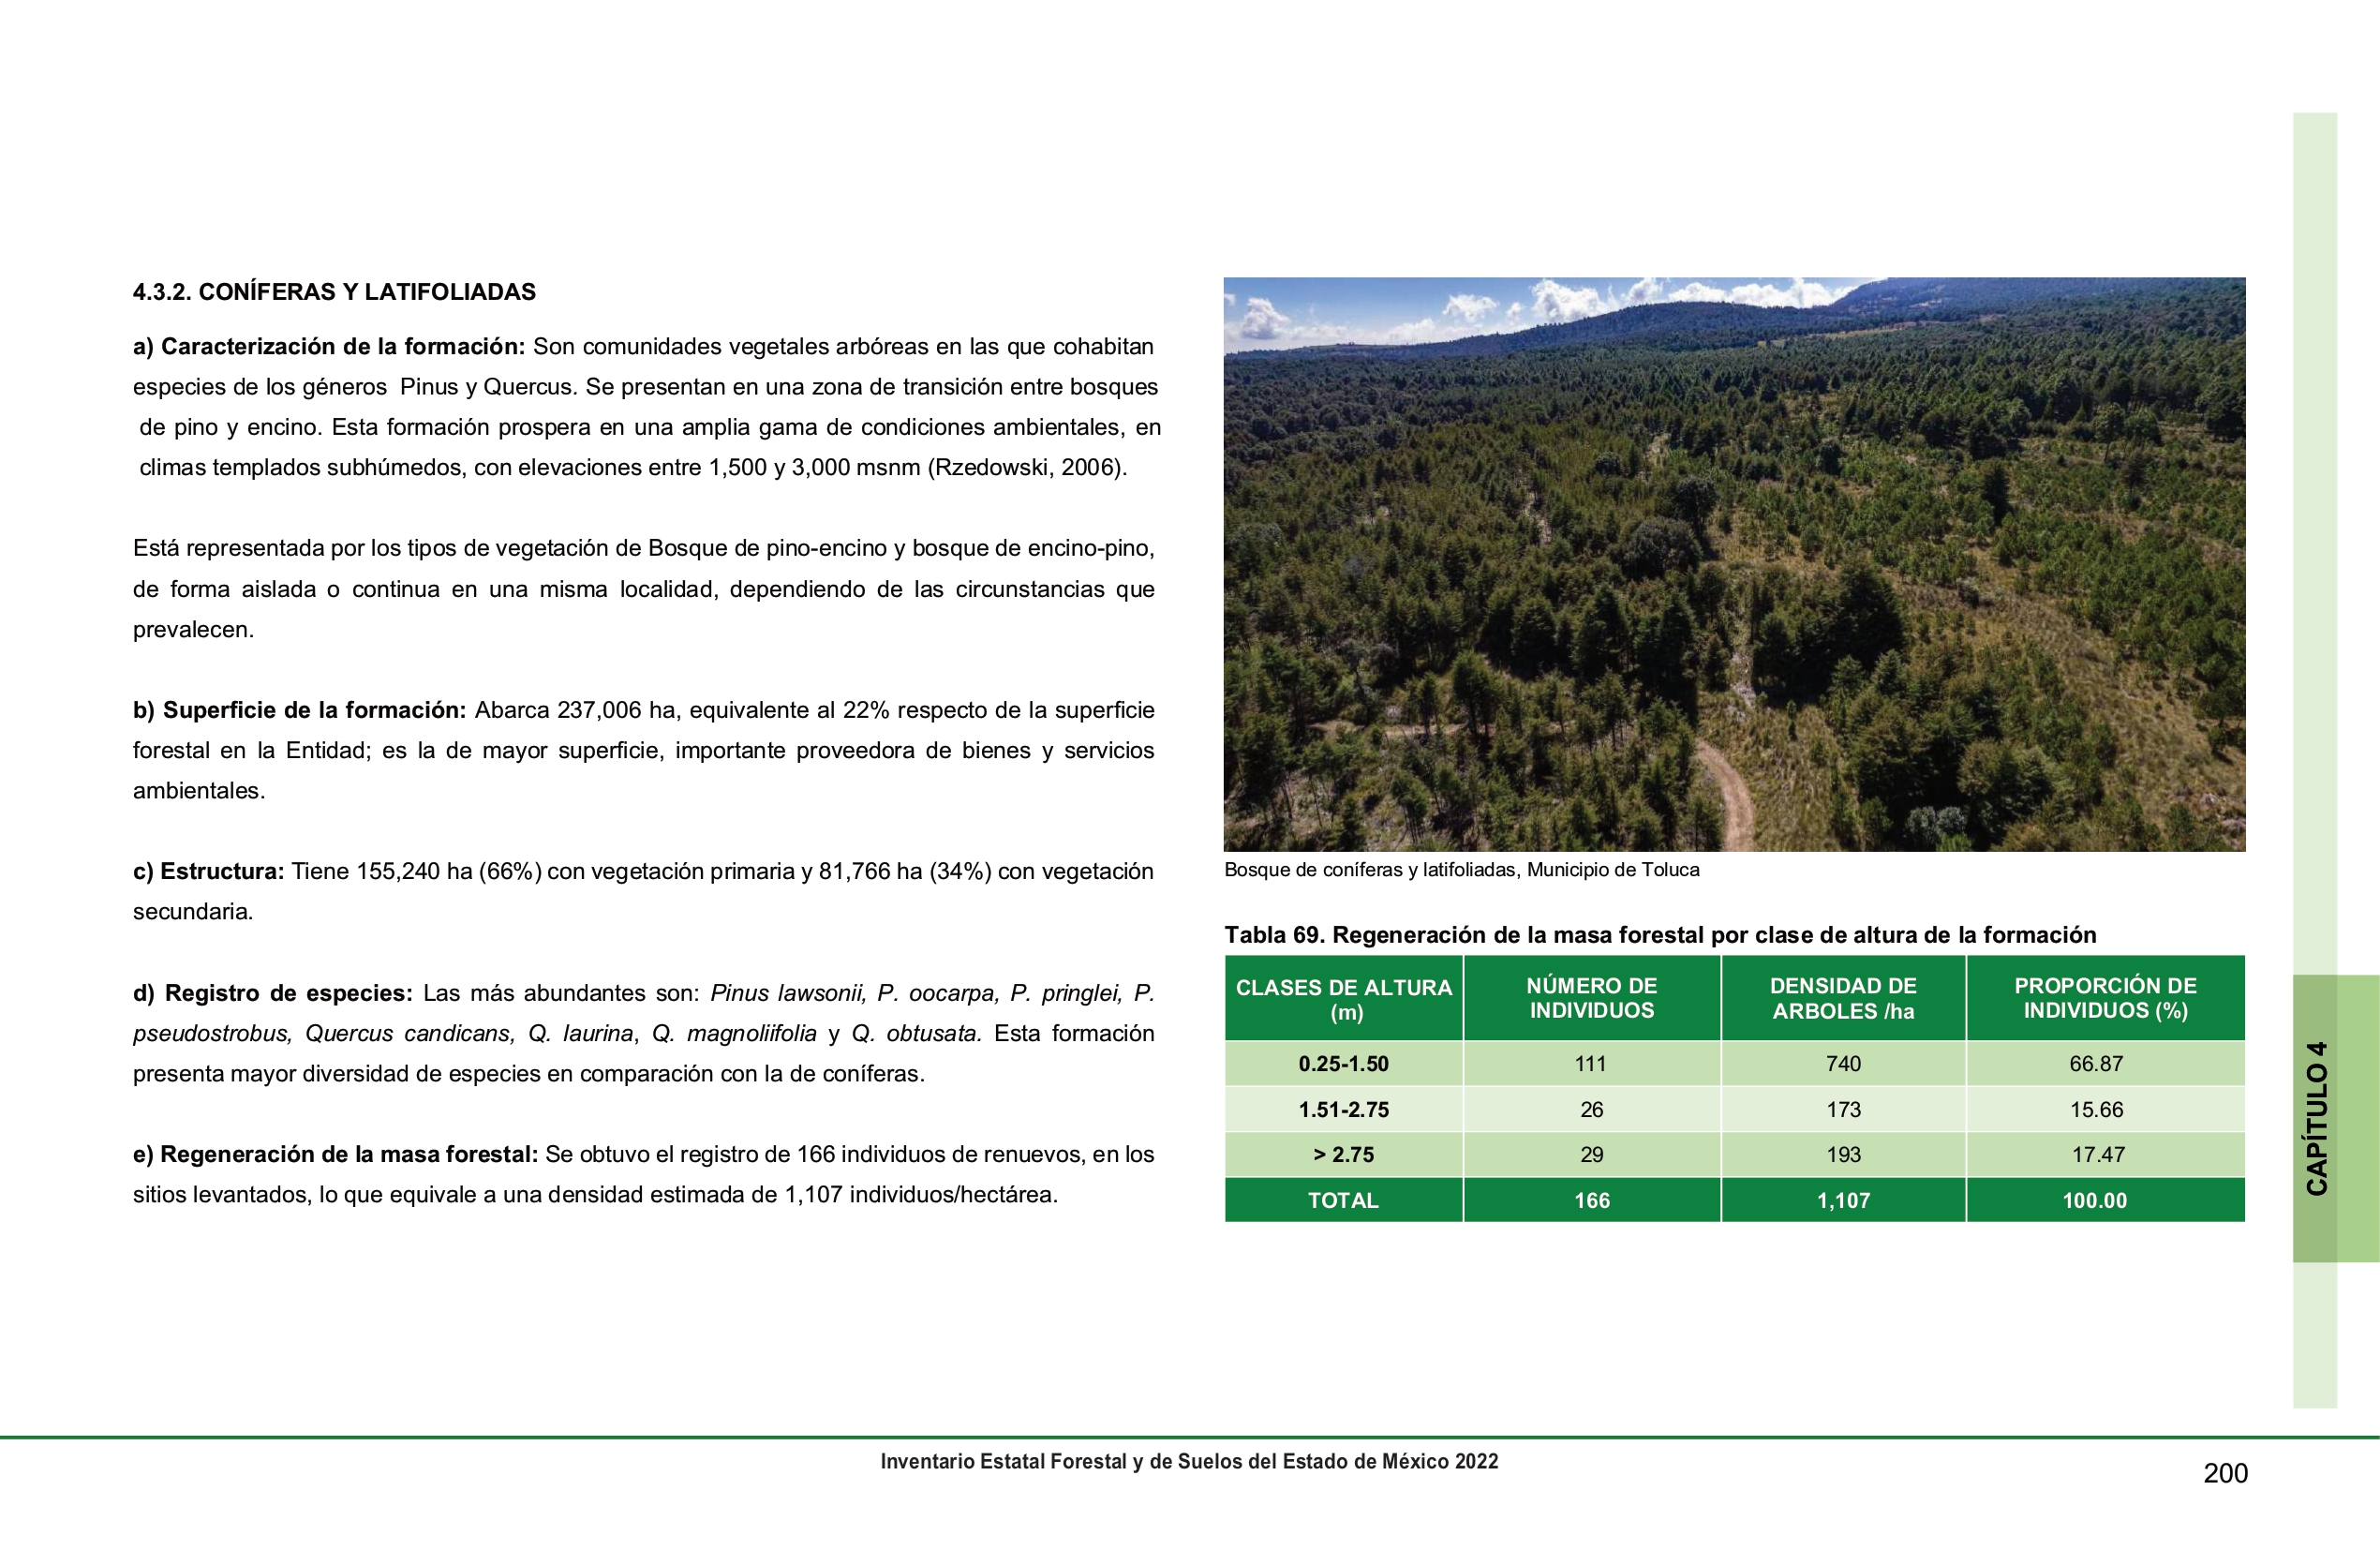 4.3.2. CONÍFERAS Y LATIFOLIADAS
a) Caracterización de la formación: Son comunidades vegetales arbóreas en las que cohabitan
especies de los géneros Pinus y Quercus. Se presentan en una zona de transición entre bosques
de pino y encino. Esta formación prospera en una amplia gama de condiciones ambientales, en
climas templados subhúmedos, con elevaciones entre 1,500 y 3,000 msnm (Rzedowski, 2006).
Está representada por los tipos de vegetación de Bosque de pino-encino y bosque de encino-pino,
de forma aislada o continua en una misma localidad, dependiendo de las circunstancias que
prevalecen.
b) Superficie de la formación: Abarca 237,006 ha, equivalente al 22% respecto de la superficie
forestal en la Entidad; es la de mayor superficie, importante proveedora de bienes y servicios
ambientales.
c) Estructura: Tiene 155,240 ha (66%) con vegetación primaria y 81,766 ha (34%) con vegetación
secundaria.
d) Registro de especies: Las más abundantes son: Pinus lawsonii, P. oocarpa, P. pringlei, P.
pseudostrobus, Quercus candicans, Q. laurina, Q. magnoliifolia y Q. obtusata. Esta formación
presenta mayor diversidad de especies en comparación con la de coníferas.
e) Regeneración de la masa forestal: Se obtuvo el registro de 166 individuos de renuevos, en los
sitios levantados, lo que equivale a una densidad estimada de 1,107 individuos/hectárea.
Bosque de coníferas y latifoliadas, Municipio de Toluca
Tabla 69. Regeneración de la masa forestal por clase de altura de la formación
CLASES DE ALTURA (m) NÚMERO DE INDIVIDUOS DENSIDAD DE ARBOLES /ha PROPORCIÓN DE INDIVIDUOS (%)
0.25-1.50 111 740 66.87
1.51-2.75 26 173 15.66
> 2.75 29 193 17.47
TOTAL 166 1,107 100.00
CAPÍTULO 4
Inventario Estatal Forestal y de Suelos del Estado de México 2022
200